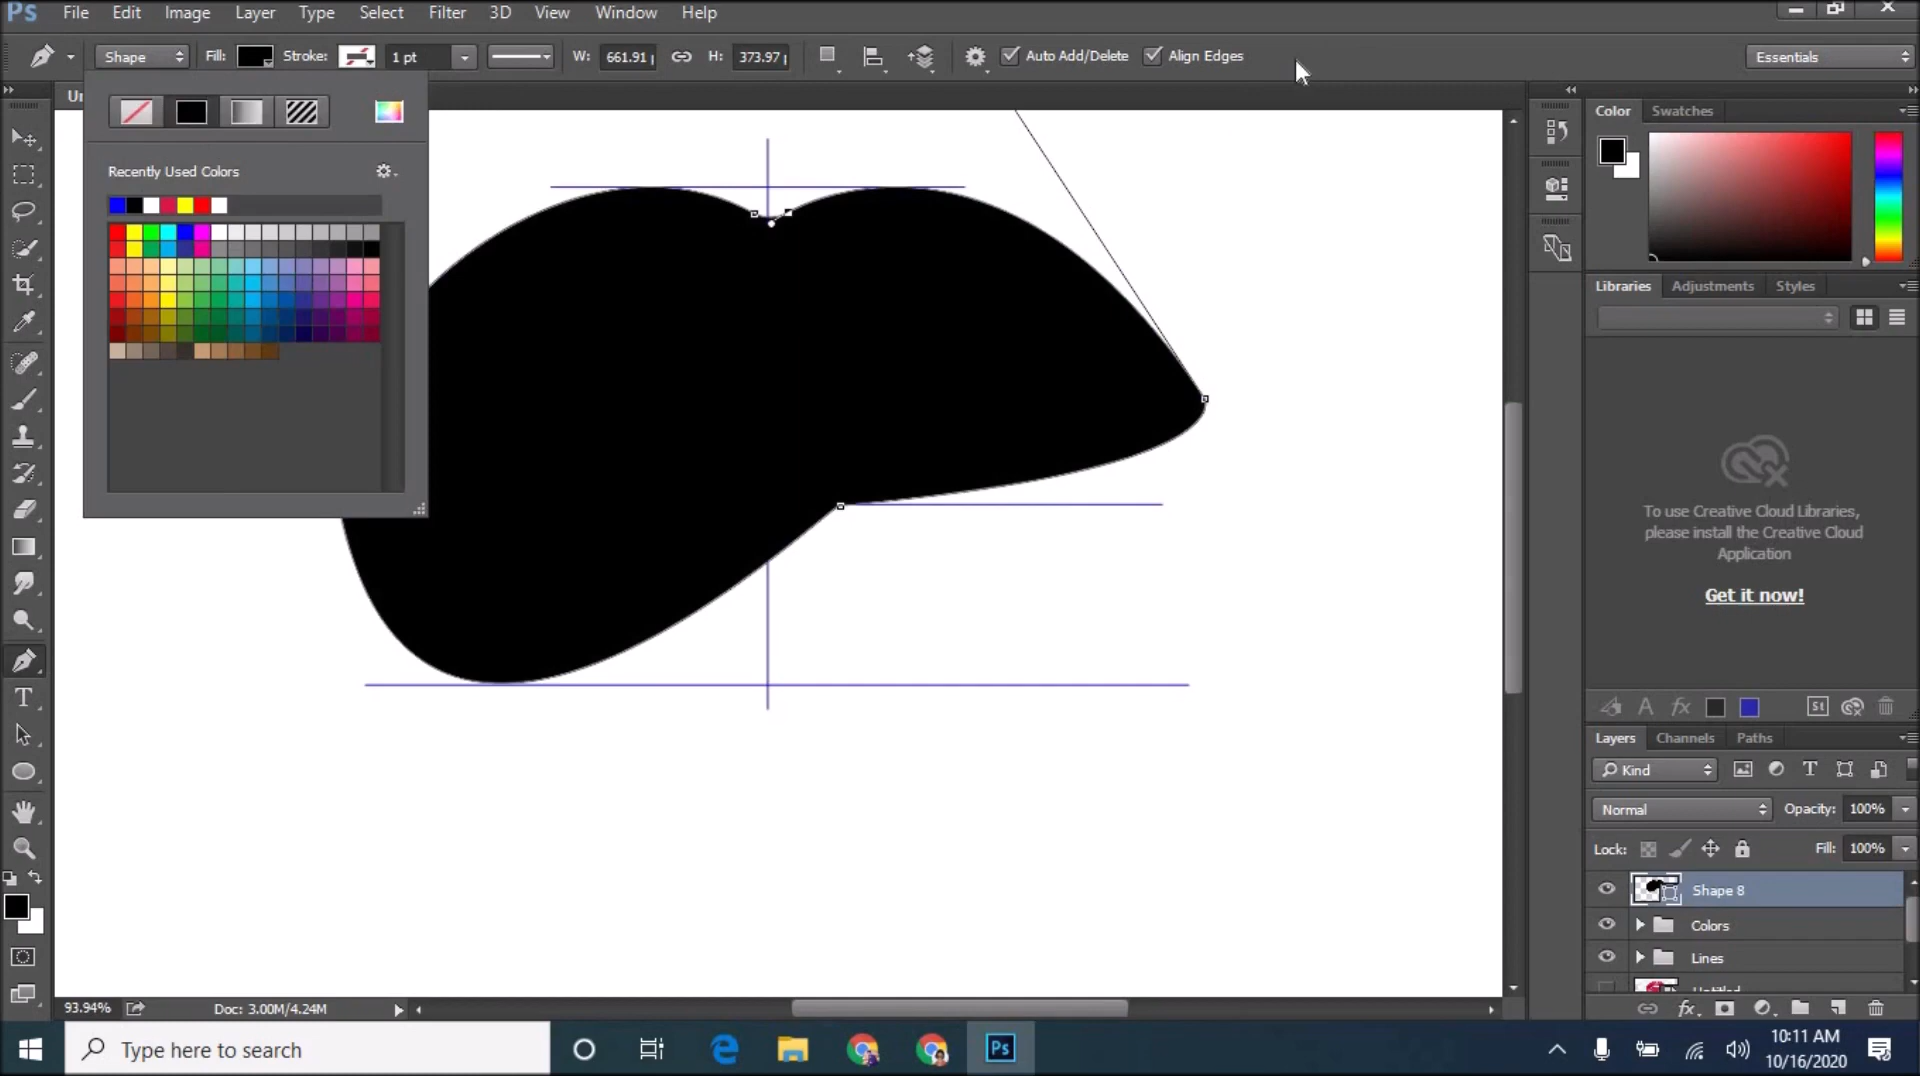 Ps File Edit Image Layer Type Select Filter 3D View Window Help
Shape Fill: Stroke: 1 pt W: 661.91 H: 373.97 Auto Add/Delete Align Edges Essentials
Color Swatches
Recently Used Colors
Libraries Adjustments Styles
To use Creative Cloud Libraries,
please install the Creative Cloud
Application
Get it now!
A fx St
Layers Channels Paths
Kind T
Normal Opacity: 100%
Lock: Fill: 100%
Shape 8
Colors
Lines
93.94% Doc: 3.00M/4.24M fx
Type here to search Ps
10:11 AM
10/16/2020